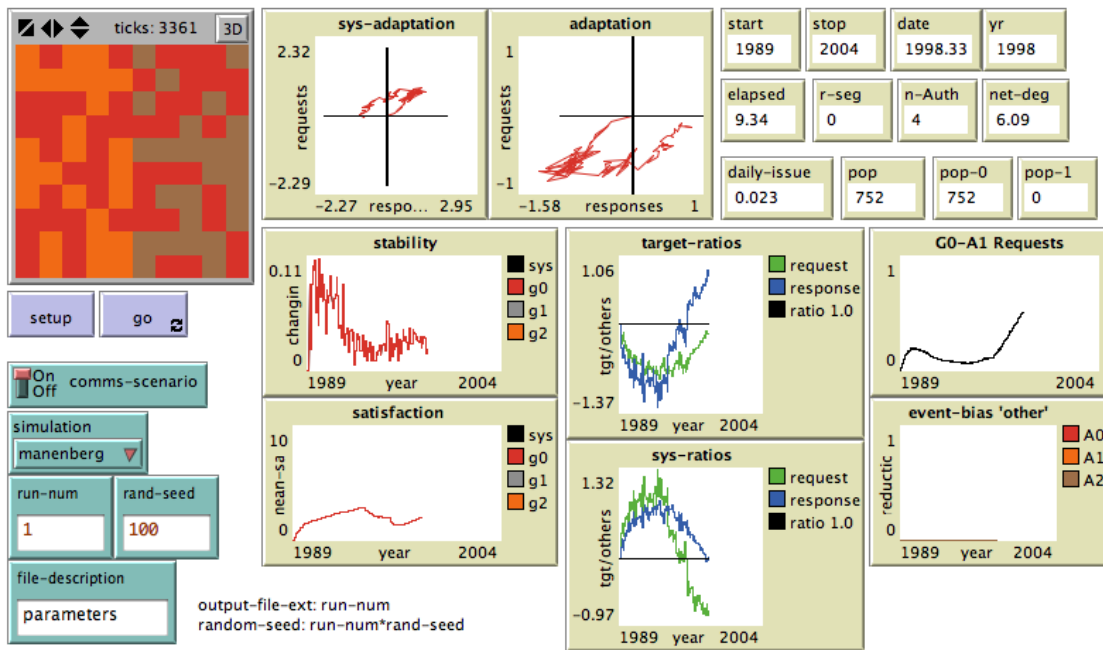 ticks: 3361
3D
setup
go
On
Off
comms-scenario
simulation
manenberg
run-num
1
rand-seed
100
file-description
parameters
output-file-ext: run-num
random-seed: run-num*rand-seed
sys-adaptation
2.32
requests
-2.29
-2.27 respo... 2.95
adaptation
1
requests
-1
-1.58 responses 1
start
1989
stop
2004
date
1998.33
yr
1998
elapsed
9.34
r-seg
0
n-Auth
4
net-deg
6.09
daily-issue
0.023
pop
752
pop-0
752
pop-1
0
stability
0.11
changin
0
1989 year 2004
sys
g0
g1
g2
target-ratios
1.06
tgt/others
-1.37
1989 year 2004
request
response
ratio 1.0
G0-A1 Requests
1
0
1989 2004
satisfaction
10
nean-sa
0
1989 year 2004
sys
g0
g1
g2
sys-ratios
1.32
tgt/others
-0.97
1989 year 2004
request
response
ratio 1.0
event-bias 'other'
1
reductic
0
1989 year 2004
A0
A1
A2